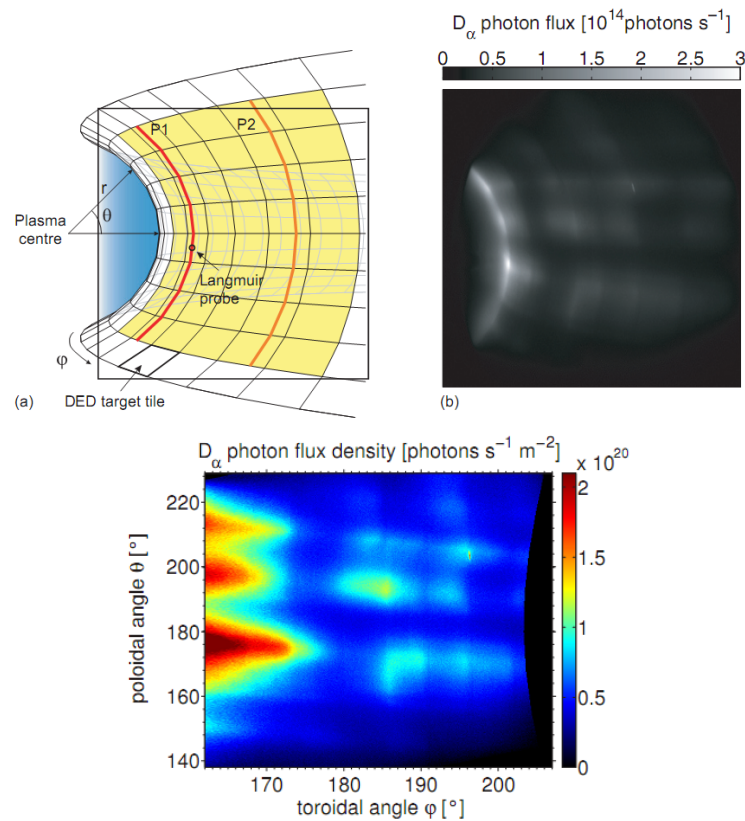 D_α photon flux [10^14 photons s^−1]
0 0.5 1 1.5 2 2.5 3
P1
P2
r
θ
Plasma
centre
Langmuir
probe
φ
(a)
DED target tile
(b)
D_α photon flux density [photons s^−1 m^−2]
x 10^20
220
200
180
160
140
poloidal angle θ [°]
170 180 190 200
toroidal angle φ [°]
2
1.5
1
0.50
0